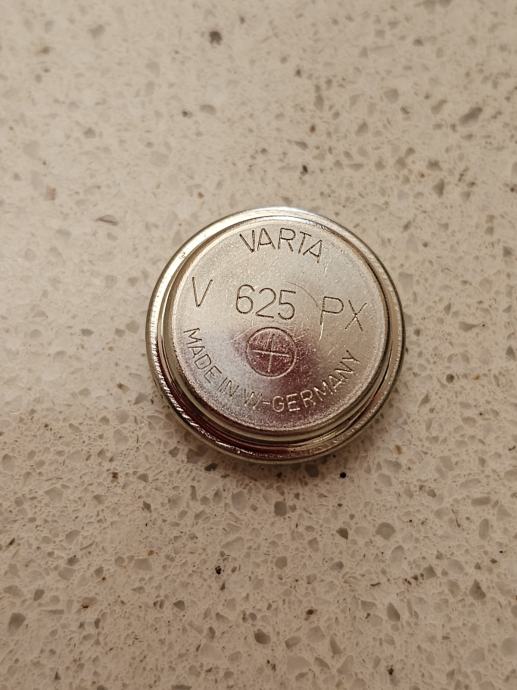 VARTA
V 625 PX
+
MADE IN W-GERMANY